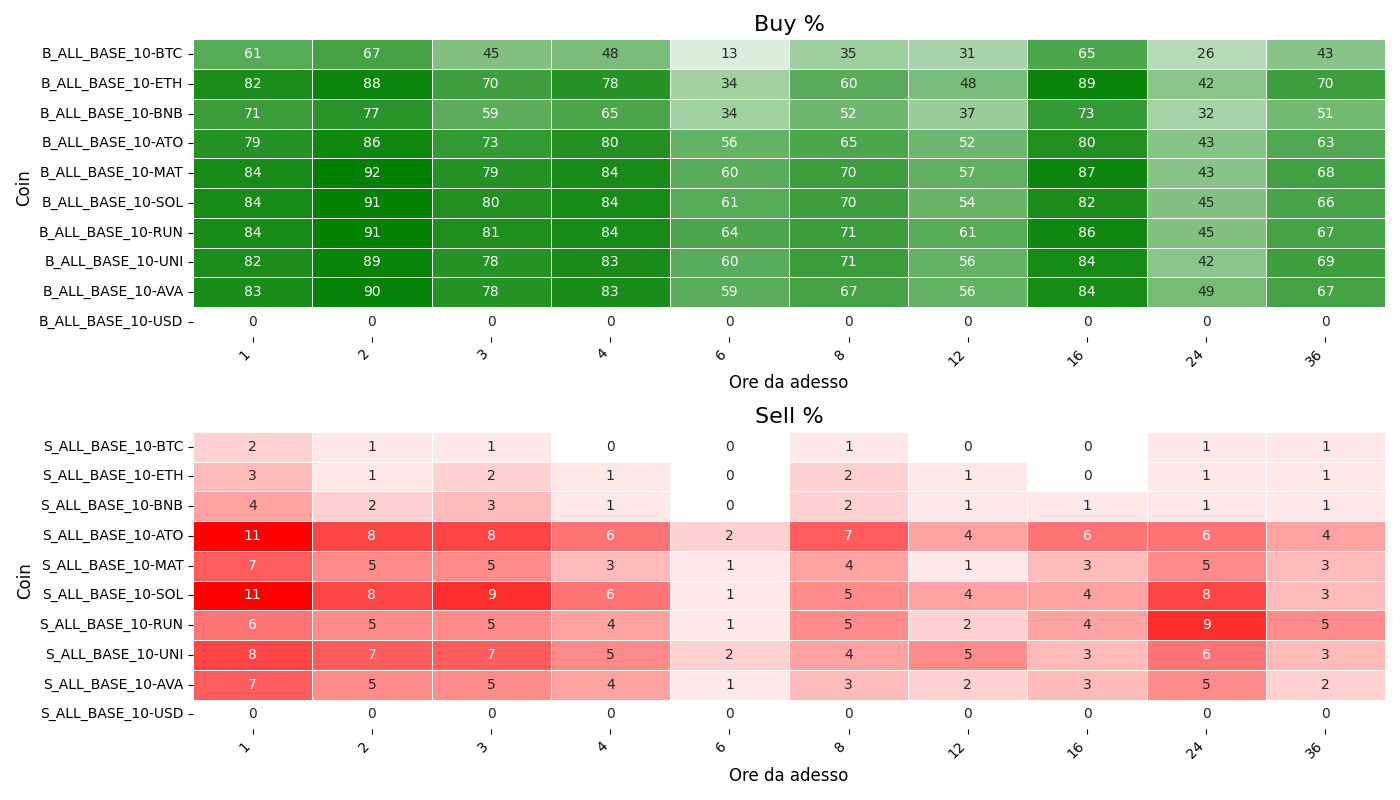 Buy %
Coin
B_ALL_BASE_10-BTC 61 67 45 48 13 35 31 65 26 43
B_ALL_BASE_10-ETH 82 88 70 78 34 60 48 89 42 70
B_ALL_BASE_10-BNB 71 77 59 65 34 52 37 73 32 51
B_ALL_BASE_10-ATO 79 86 73 80 56 65 52 80 43 63
B_ALL_BASE_10-MAT 84 92 79 84 60 70 57 87 43 68
B_ALL_BASE_10-SOL 84 91 80 84 61 70 54 82 45 66
B_ALL_BASE_10-RUN 84 91 81 84 64 71 61 86 45 67
B_ALL_BASE_10-UNI 82 89 78 83 60 71 56 84 42 69
B_ALL_BASE_10-AVA 83 90 78 83 59 67 56 84 49 67
B_ALL_BASE_10-USD 0 0 0 0 0 0 0 0 0 0
1 2 3 4 6 8 12 16 24 36
Ore da adesso
Sell %
Coin
S_ALL_BASE_10-BTC 2 1 1 0 0 1 0 0 1 1
S_ALL_BASE_10-ETH 3 1 2 1 0 2 1 0 1 1
S_ALL_BASE_10-BNB 4 2 3 1 0 2 1 1 1 1
S_ALL_BASE_10-ATO 11 8 8 6 2 7 4 6 6 4
S_ALL_BASE_10-MAT 7 5 5 3 1 4 1 3 5 3
S_ALL_BASE_10-SOL 11 8 9 6 1 5 4 4 8 3
S_ALL_BASE_10-RUN 6 5 5 4 1 5 2 4 9 5
S_ALL_BASE_10-UNI 8 7 7 5 2 4 5 3 6 3
S_ALL_BASE_10-AVA 7 5 5 4 1 3 2 3 5 2
S_ALL_BASE_10-USD 0 0 0 0 0 0 0 0 0 0
1 2 3 4 6 8 12 16 24 36
Ore da adesso